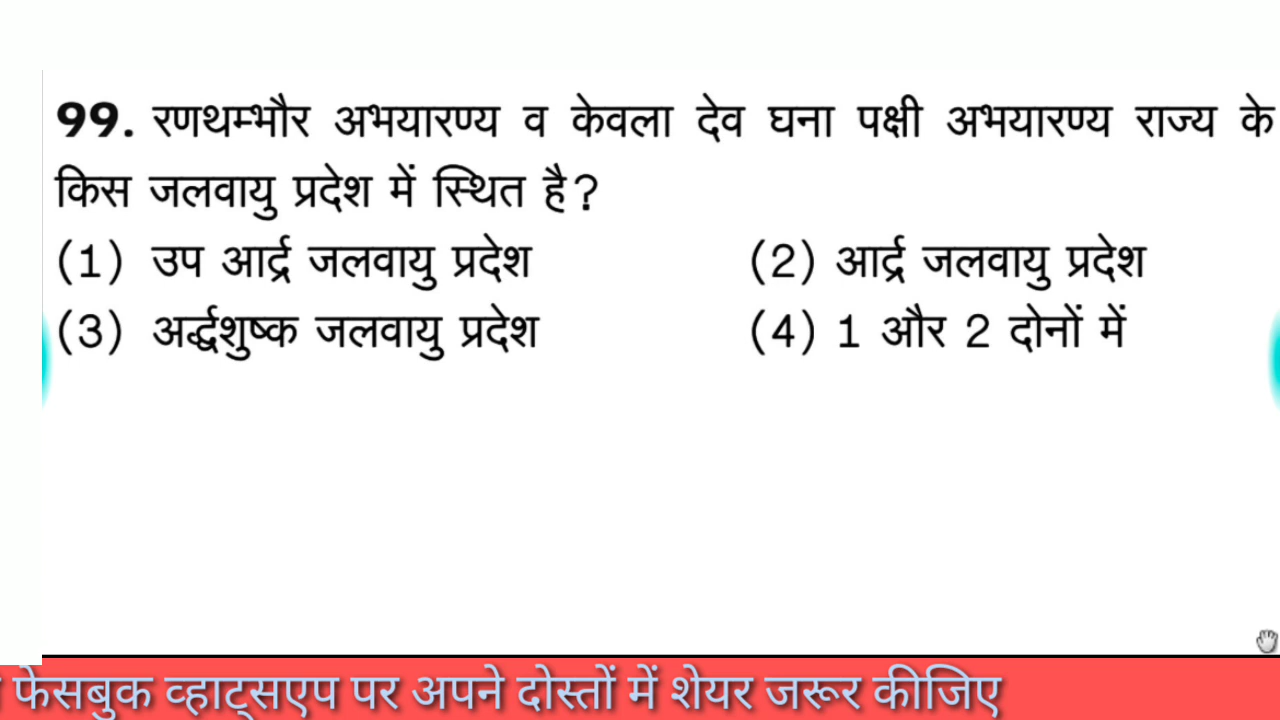 99. रणथम्भौर अभयारण्य व केवला देव घना पक्षी अभयारण्य राज्य के
किस जलवायु प्रदेश में स्थित है?
(1) उप आर्द्र जलवायु प्रदेश (2) आर्द्र जलवायु प्रदेश
(3) अर्द्धशुष्क जलवायु प्रदेश (4) 1 और 2 दोनों में
फेसबुक व्हाट्सएप पर अपने दोस्तों में शेयर जरूर कीजिए